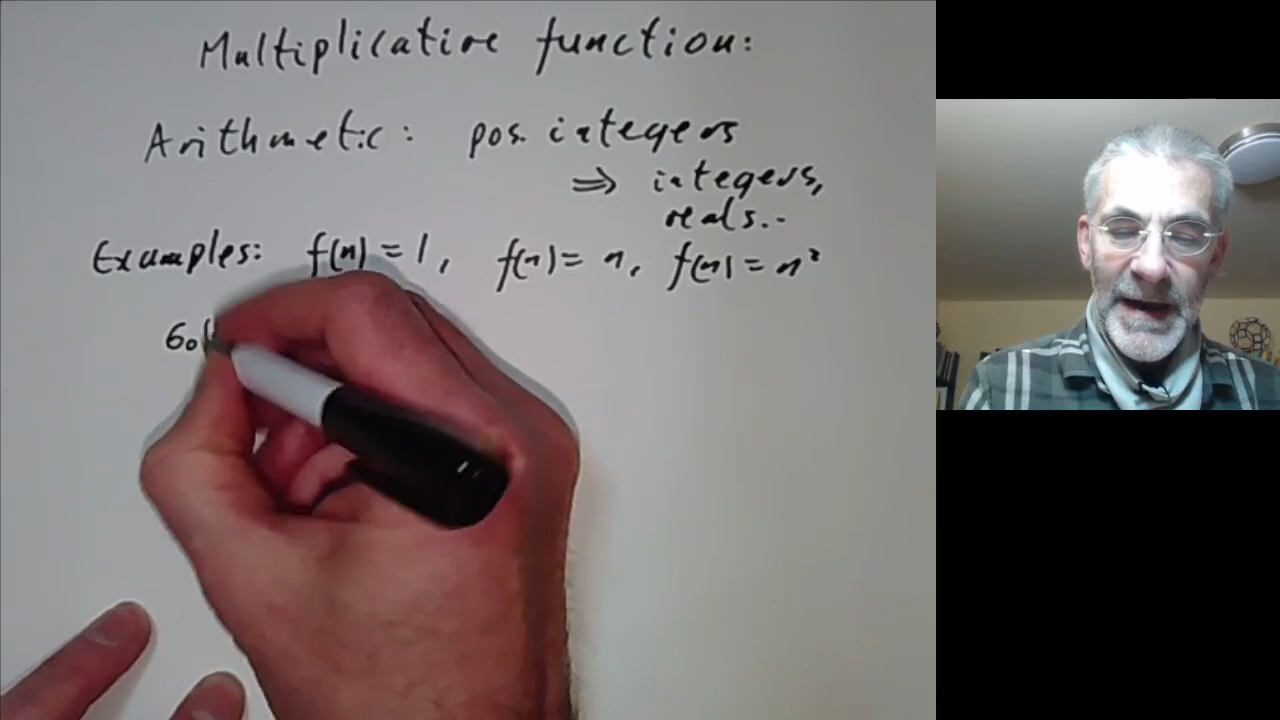 Multiplicative function:
Arithmetic: pos. integers
⇒ integers,
reals..
Examples: f(n) = 1, f(n) = n, f(n) = n²